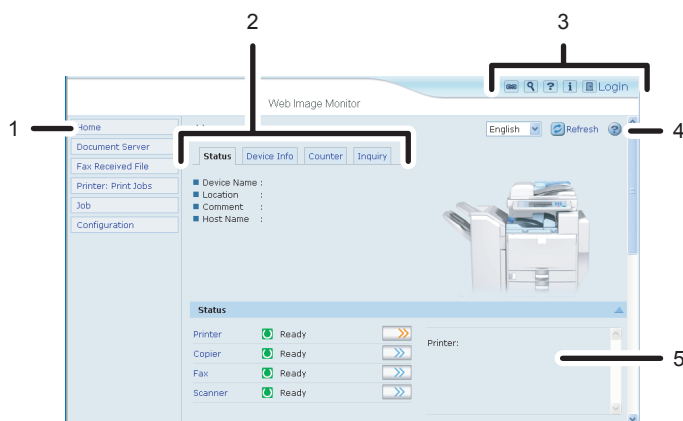 2
3
Login
Web Image Monitor
1
Home
English
Refresh
4
Document Server
Status Device Info Counter Inquiry
Fax Received File
Printer: Print Jobs
Device Name :
Location :
Job
Comment :
Configuration
Host Name :
Status
Printer Ready
Printer:
Copier Ready
5
Fax Ready
Scanner Ready